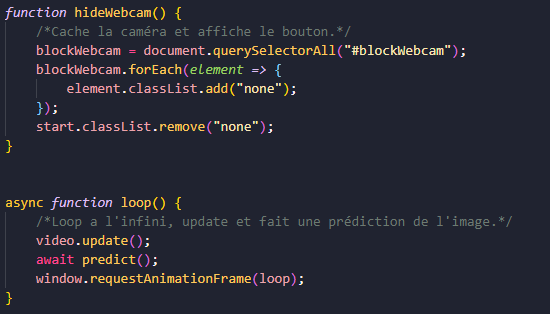 function hideWebcam() {
/*Cache la caméra et affiche le bouton.*/
blockWebcam = document.querySelectorAll("#blockWebcam");
blockWebcam.forEach(element => {
element.classList.add("none");
});
start.classList.remove("none");
}
async function loop() {
/*Loop a l'infini, update et fait une prédiction de l'image.*/
video.update();
await predict();
window.requestAnimationFrame(loop);
}